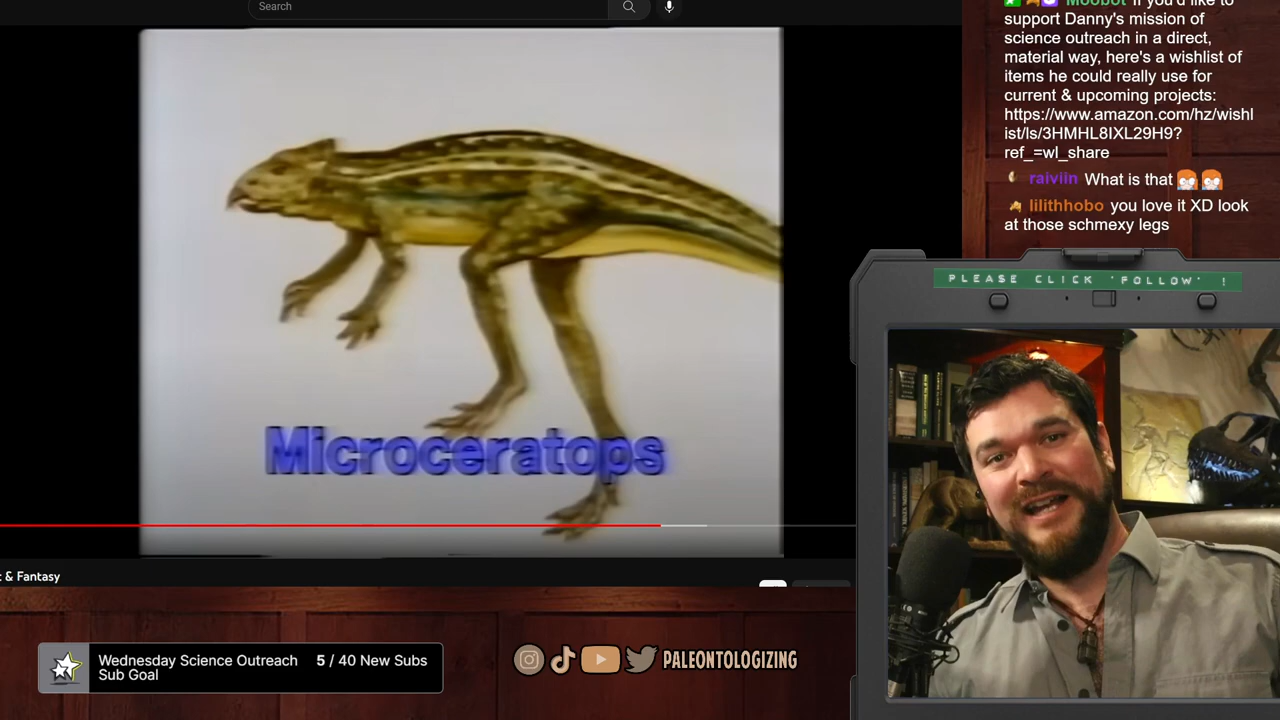 Search
Moobot If you'd like to
support Danny's mission of
science outreach in a direct,
material way, here's a wishlist of
items he could really use for
current & upcoming projects:
https://www.amazon.com/hz/wishl
ist/ls/3HMHL8IXL29H9?
ref_=wl_share
raiviin What is that
lilithhobo you love it XD look
at those schmexy legs
PLEASE CLICK 'FOLLOW' !
Microceratops
& Fantasy
Wednesday Science Outreach 5 / 40 New Subs
Sub Goal
PALEONTOLOGIZING